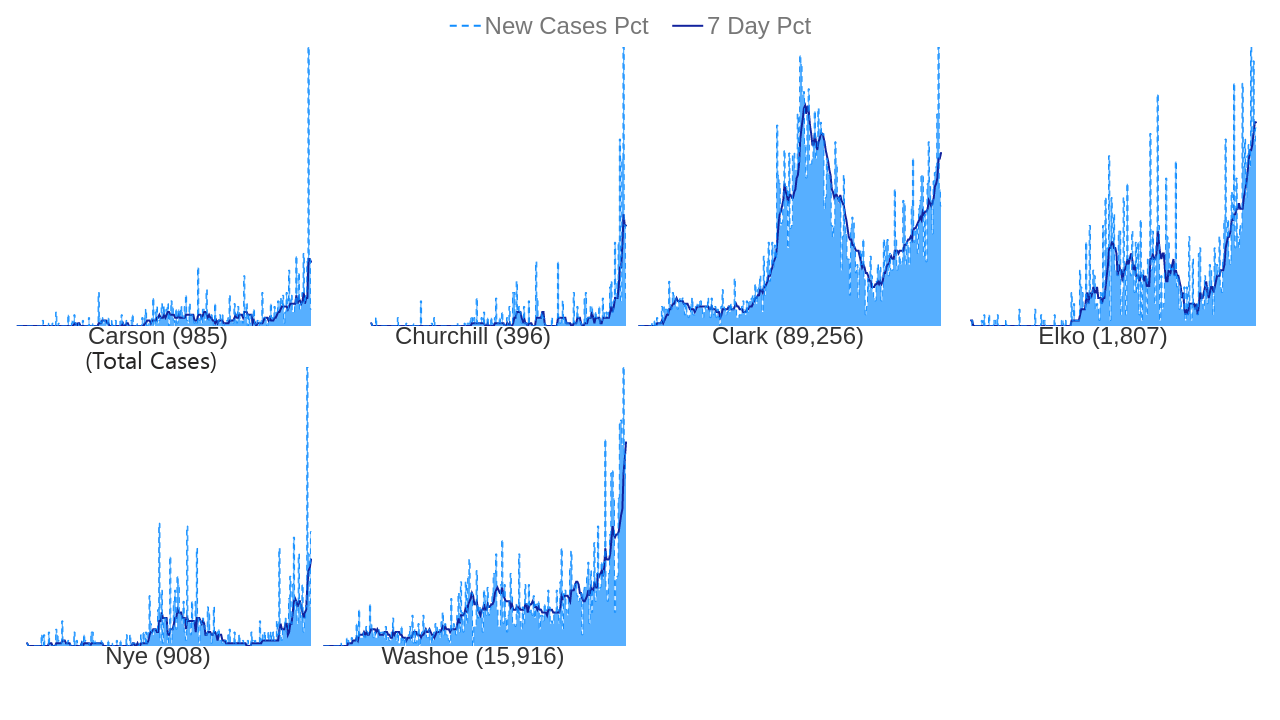 New Cases Pct 7 Day Pct
Carson (985) Churchill (396) Clark (89,256) Elko (1,807)
(Total Cases)
Nye (908) Washoe (15,916)